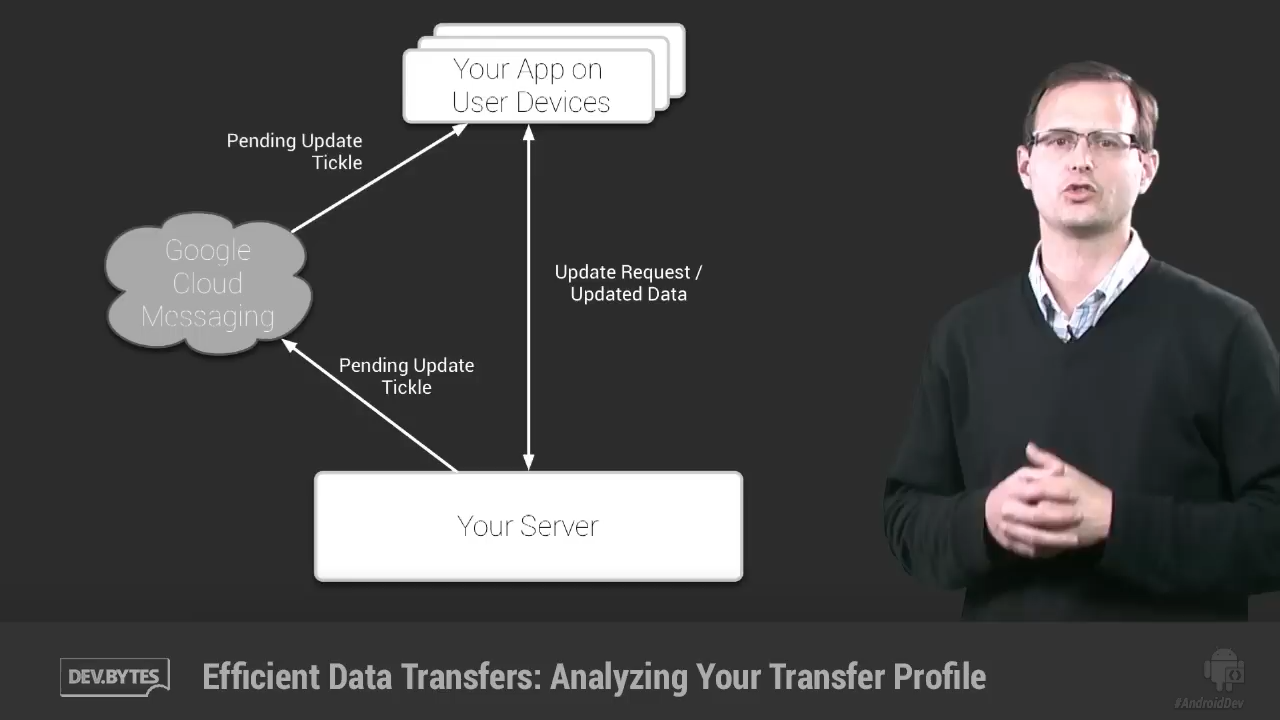 Your App on
User Devices
Pending Update
Tickle
Google
Cloud
Messaging
Update Request /
Updated Data
Pending Update
Tickle
Your Server
DEV.BYTES
Efficient Data Transfers: Analyzing Your Transfer Profile
#AndroidDev